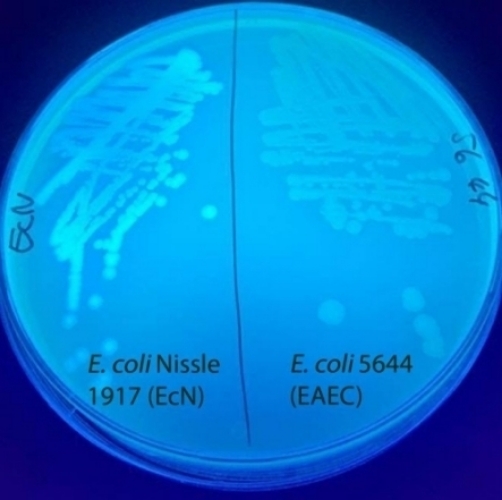 EcN
5644
E. coli Nissle
1917 (EcN)
E. coli 5644
(EAEC)